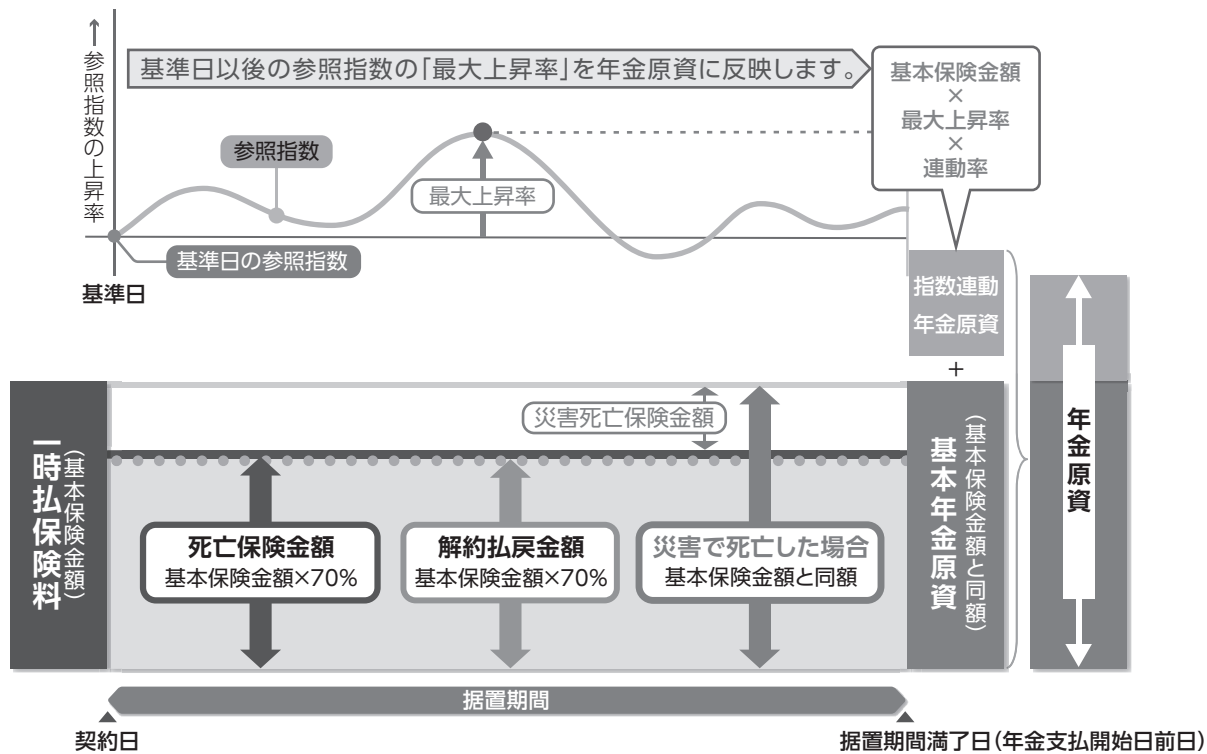 ↑参照指数の上昇率
基準日以後の参照指数の「最大上昇率」を年金原資に反映します。
基本保険金額
×
最大上昇率
×
連動率
参照指数
最大上昇率
基準日の参照指数
基準日
指数連動
年金原資
+
災害死亡保険金額
一時払保険料
(基本保険金額)
死亡保険金額
基本保険金額×70%
解約払戻金額
基本保険金額×70%
災害で死亡した場合
基本保険金額と同額
基本年金原資
(基本保険金額と同額)
年金原資
据置期間
契約日
据置期間満了日(年金支払開始日前日)